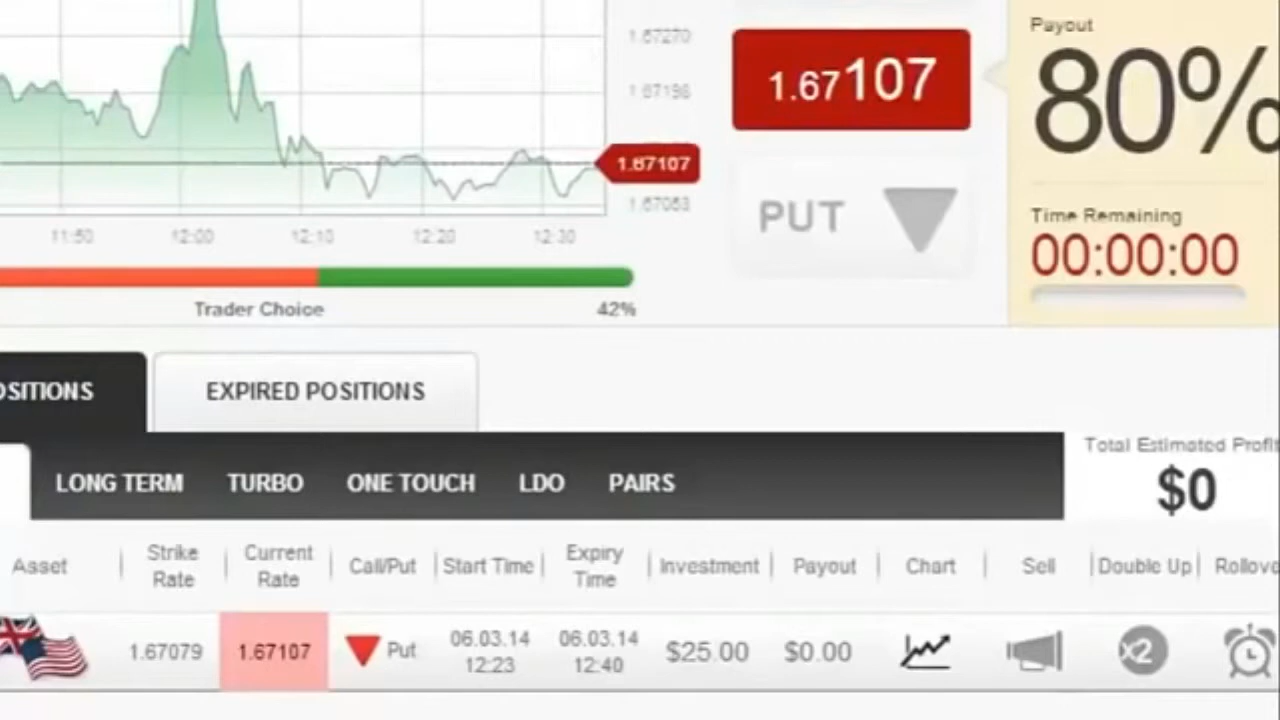 1.67270
1.67107
1.67198
1.67107
1.67063
11:50 12:00 12:10 12:20 12:30
PUT
Payout
80%
Time Remaining
00:00:00
Trader Choice 42%
OSITIONS EXPIRED POSITIONS
LONG TERM TURBO ONE TOUCH LDO PAIRS
Total Estimated Profi
$0
Asset Strike Rate Current Rate Call/Put Start Time Expiry Time Investment Payout Chart Sell Double Up Rollove
1.67079 1.67107 Put 06.03.14 12:23 06.03.14 12:40 $25.00 $0.00 x2